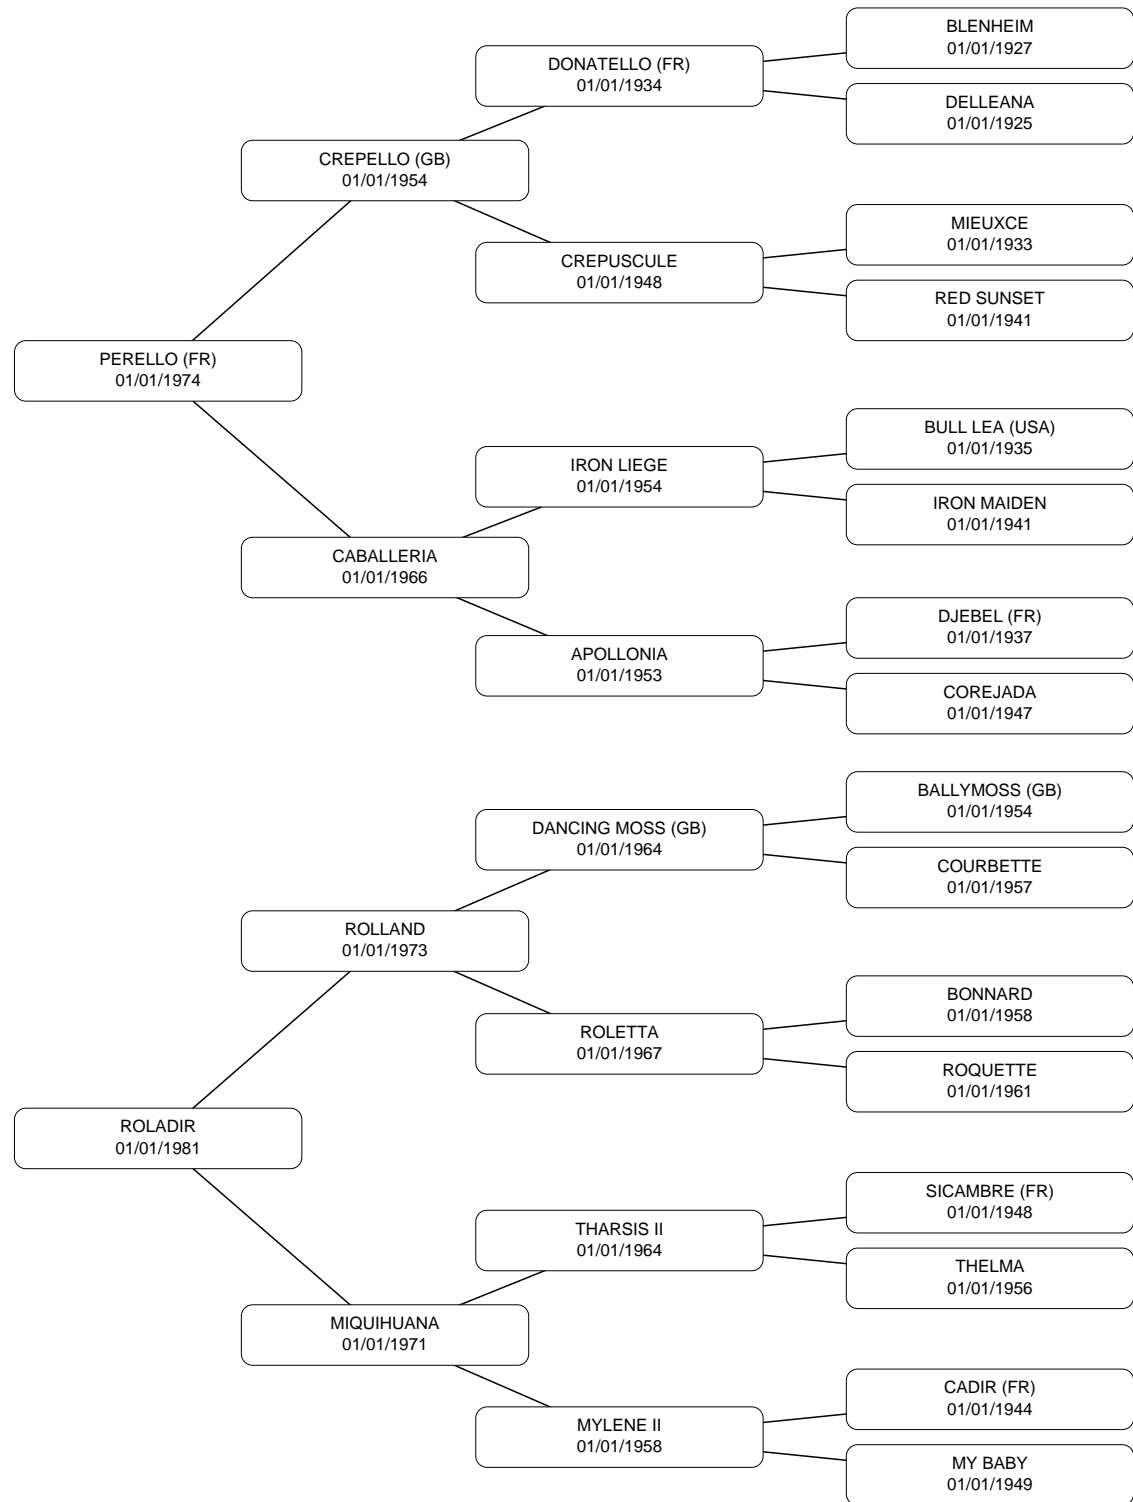 BLENHEIM
01/01/1927
DONATELLO (FR)
01/01/1934
DELLEANA
01/01/1925
CREPELLO (GB)
01/01/1954
MIEUXCE
01/01/1933
CREPUSCULE
01/01/1948
RED SUNSET
01/01/1941
PERELLO (FR)
01/01/1974
BULL LEA (USA)
01/01/1935
IRON LIEGE
01/01/1954
IRON MAIDEN
01/01/1941
CABALLERIA
01/01/1966
DJEBEL (FR)
01/01/1937
APOLLONIA
01/01/1953
COREJADA
01/01/1947
BALLYMOSS (GB)
01/01/1954
DANCING MOSS (GB)
01/01/1964
COURBETTE
01/01/1957
ROLLAND
01/01/1973
BONNARD
01/01/1958
ROLETTA
01/01/1967
ROQUETTE
01/01/1961
ROLADIR
01/01/1981
SICAMBRE (FR)
01/01/1948
THARSIS II
01/01/1964
THELMA
01/01/1956
MIQUIHUANA
01/01/1971
CADIR (FR)
01/01/1944
MYLENE II
01/01/1958
MY BABY
01/01/1949